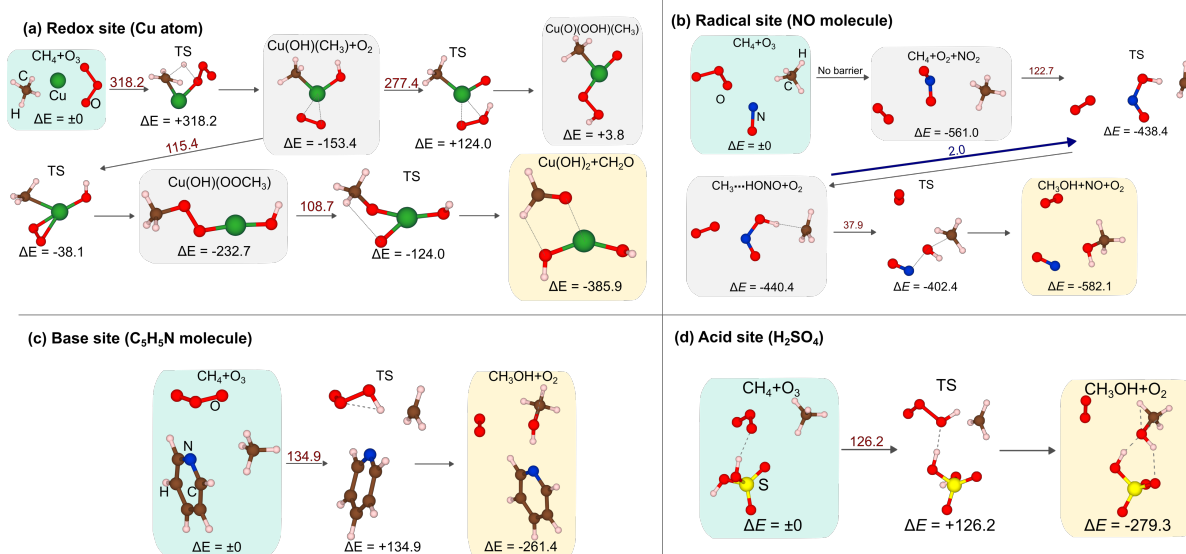 (a) Redox site (Cu atom)
CH₄+O₃
C
Cu
O
H
ΔE = ±0
318.2
TS
ΔE = +318.2
Cu(OH)(CH₃)+O₂
ΔE = -153.4
277.4
TS
ΔE = +124.0
Cu(O)(OOH)(CH₃)
ΔE = +3.8
115.4
TS
ΔE = -38.1
Cu(OH)(OOCH₃)
ΔE = -232.7
108.7
TS
ΔE = -124.0
Cu(OH)₂+CH₂O
ΔE = -385.9
(b) Radical site (NO molecule)
CH₄+O₃
H
C
O
N
ΔE = ±0
No barrier
CH₄+O₂+NO₂
ΔE = -561.0
122.7
TS
ΔE = -438.4
2.0
CH₃•••HONO+O₂
ΔE = -440.4
37.9
TS
ΔE = -402.4
CH₃OH+NO+O₂
ΔE = -582.1
(c) Base site (C₅H₅N molecule)
CH₄+O₃
O
N
H
C
ΔE = ±0
134.9
TS
ΔE = +134.9
CH₃OH+O₂
ΔE = -261.4
(d) Acid site (H₂SO₄)
CH₄+O₃
S
ΔE = ±0
126.2
TS
ΔE = +126.2
CH₃OH+O₂
ΔE = -279.3